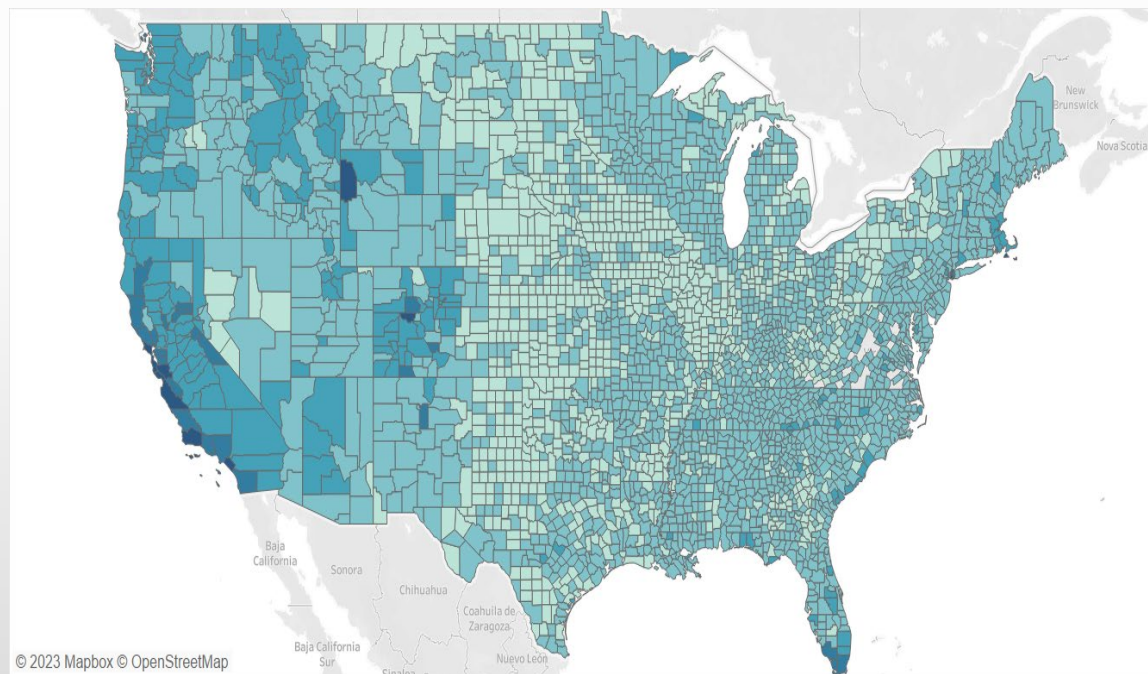 New
Brunswick
Nova Scotia
Baja
California
Sonora
Chihuahua
Coahuila de
Zaragoza
Baja California
Sur
Nuevo León
Sinaloa
© 2023 Mapbox © OpenStreetMap